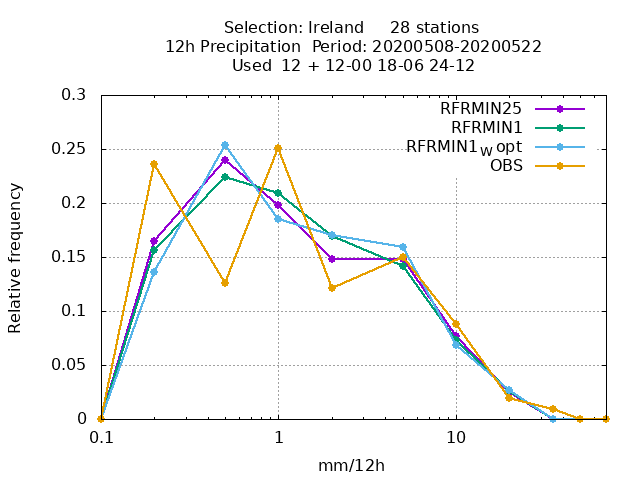 Selection: Ireland 28 stations
12h Precipitation Period: 20200508-20200522
Used 12 + 12-00 18-06 24-12
RFRMIN25
RFRMIN1
RFRMIN1_W opt
OBS
0.3
0.25
0.2
0.15
0.1
0.05
0
Relative frequency
0.1 1 10
mm/12h